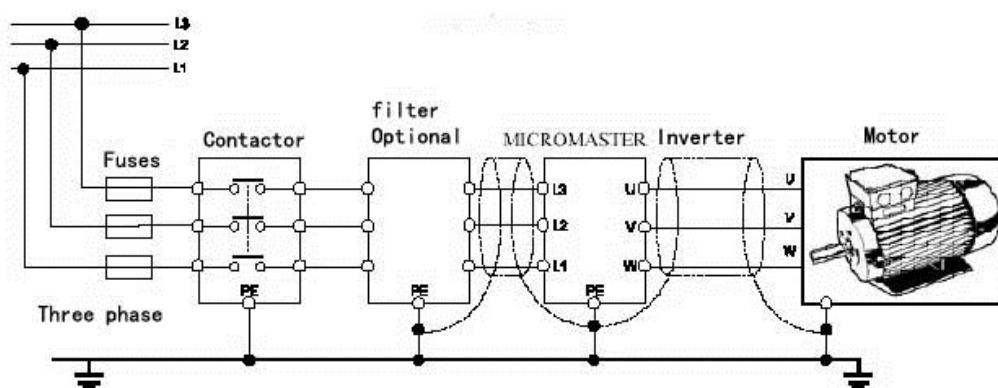 L3
L2
L1
filter
Contactor
Optional
MICROMASTER Inverter
Motor
Fuses
L3
U
U
L2
V
V
L1
W
W
PE
PE
PE
Three phase